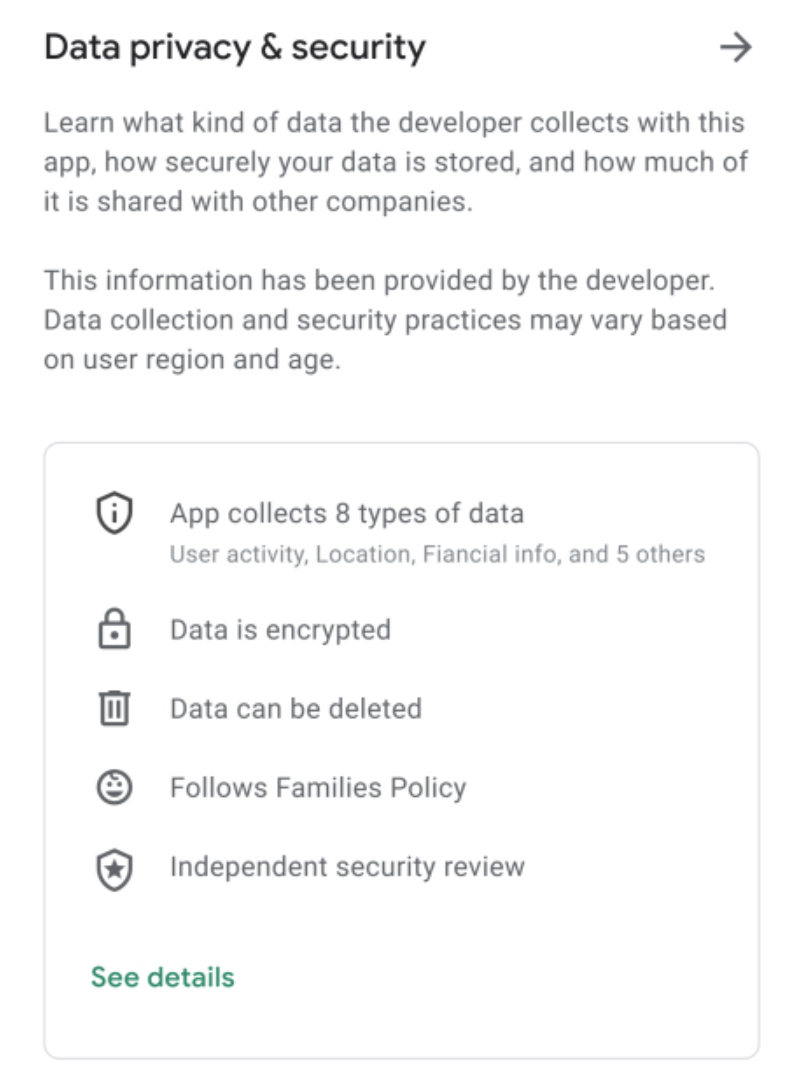 Data privacy & security
Learn what kind of data the developer collects with this
app, how securely your data is stored, and how much of
it is shared with other companies.
This information has been provided by the developer.
Data collection and security practices may vary based
on user region and age.
App collects 8 types of data
User activity, Location, Fiancial info, and 5 others
Data is encrypted
Data can be deleted
Follows Families Policy
Independent security review
See details